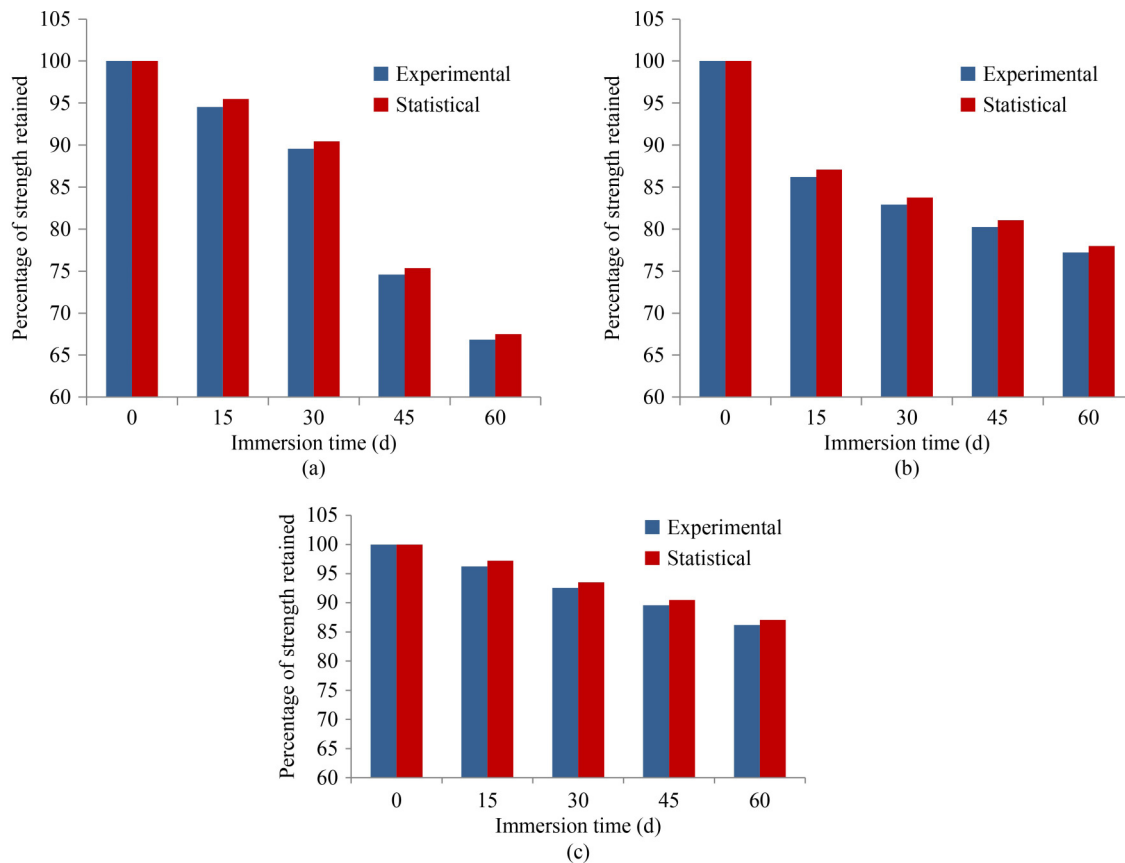 105
100
95
90
85
80
75
70
65
60
Percentage of strength retained
Experimental
Statistical
0 15 30 45 60
Immersion time (d)
(a)
105
100
95
90
85
80
75
70
65
60
Percentage of strength retained
Experimental
Statistical
0 15 30 45 60
Immersion time (d)
(b)
105
100
95
90
85
80
75
70
65
60
Percentage of strength retained
Experimental
Statistical
0 15 30 45 60
Immersion time (d)
(c)